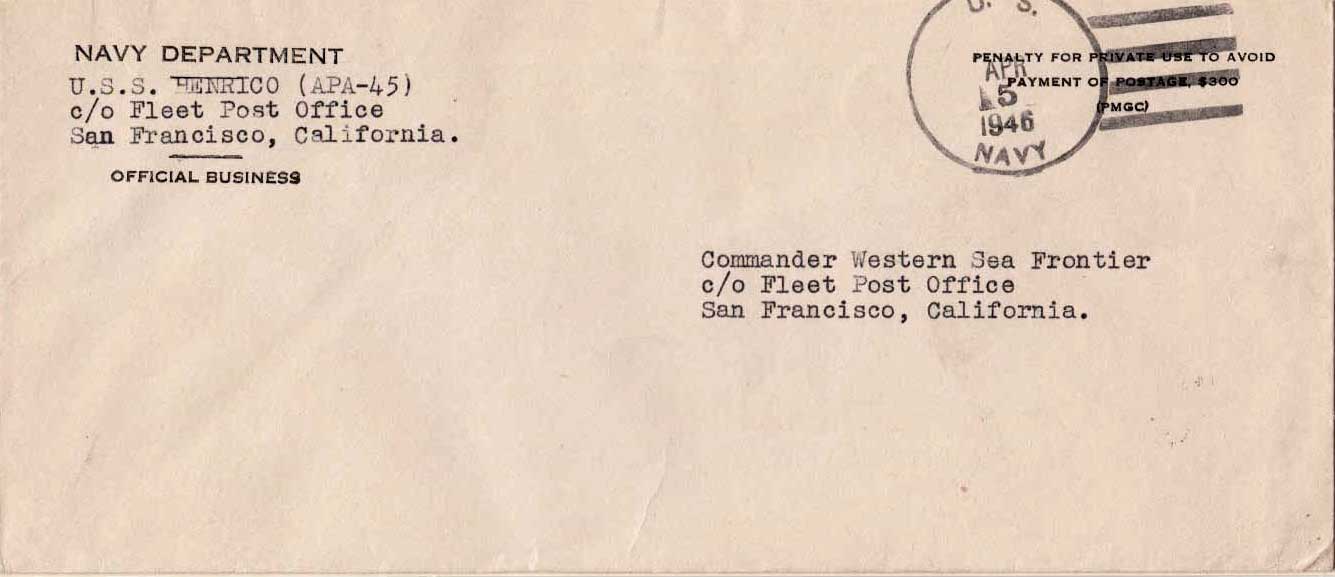 NAVY DEPARTMENT
U.S.S. HENRICO (APA-45)
c/o Fleet Post Office
San Francisco, California.
OFFICIAL BUSINESS
U. S.
APR
5
1946
NAVY
PENALTY FOR PRIVATE USE TO AVOID
PAYMENT OF POSTAGE, $300
(PMGC)
Commander Western Sea Frontier
c/o Fleet Post Office
San Francisco, California.